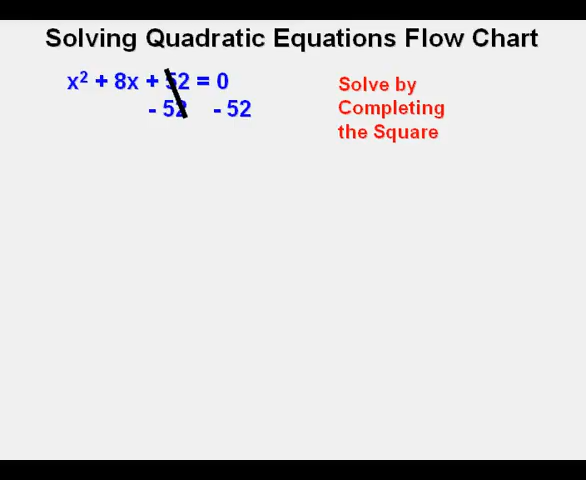 Solving Quadratic Equations Flow Chart
x² + 8x + 52 = 0
- 52 - 52
Solve by
Completing
the Square